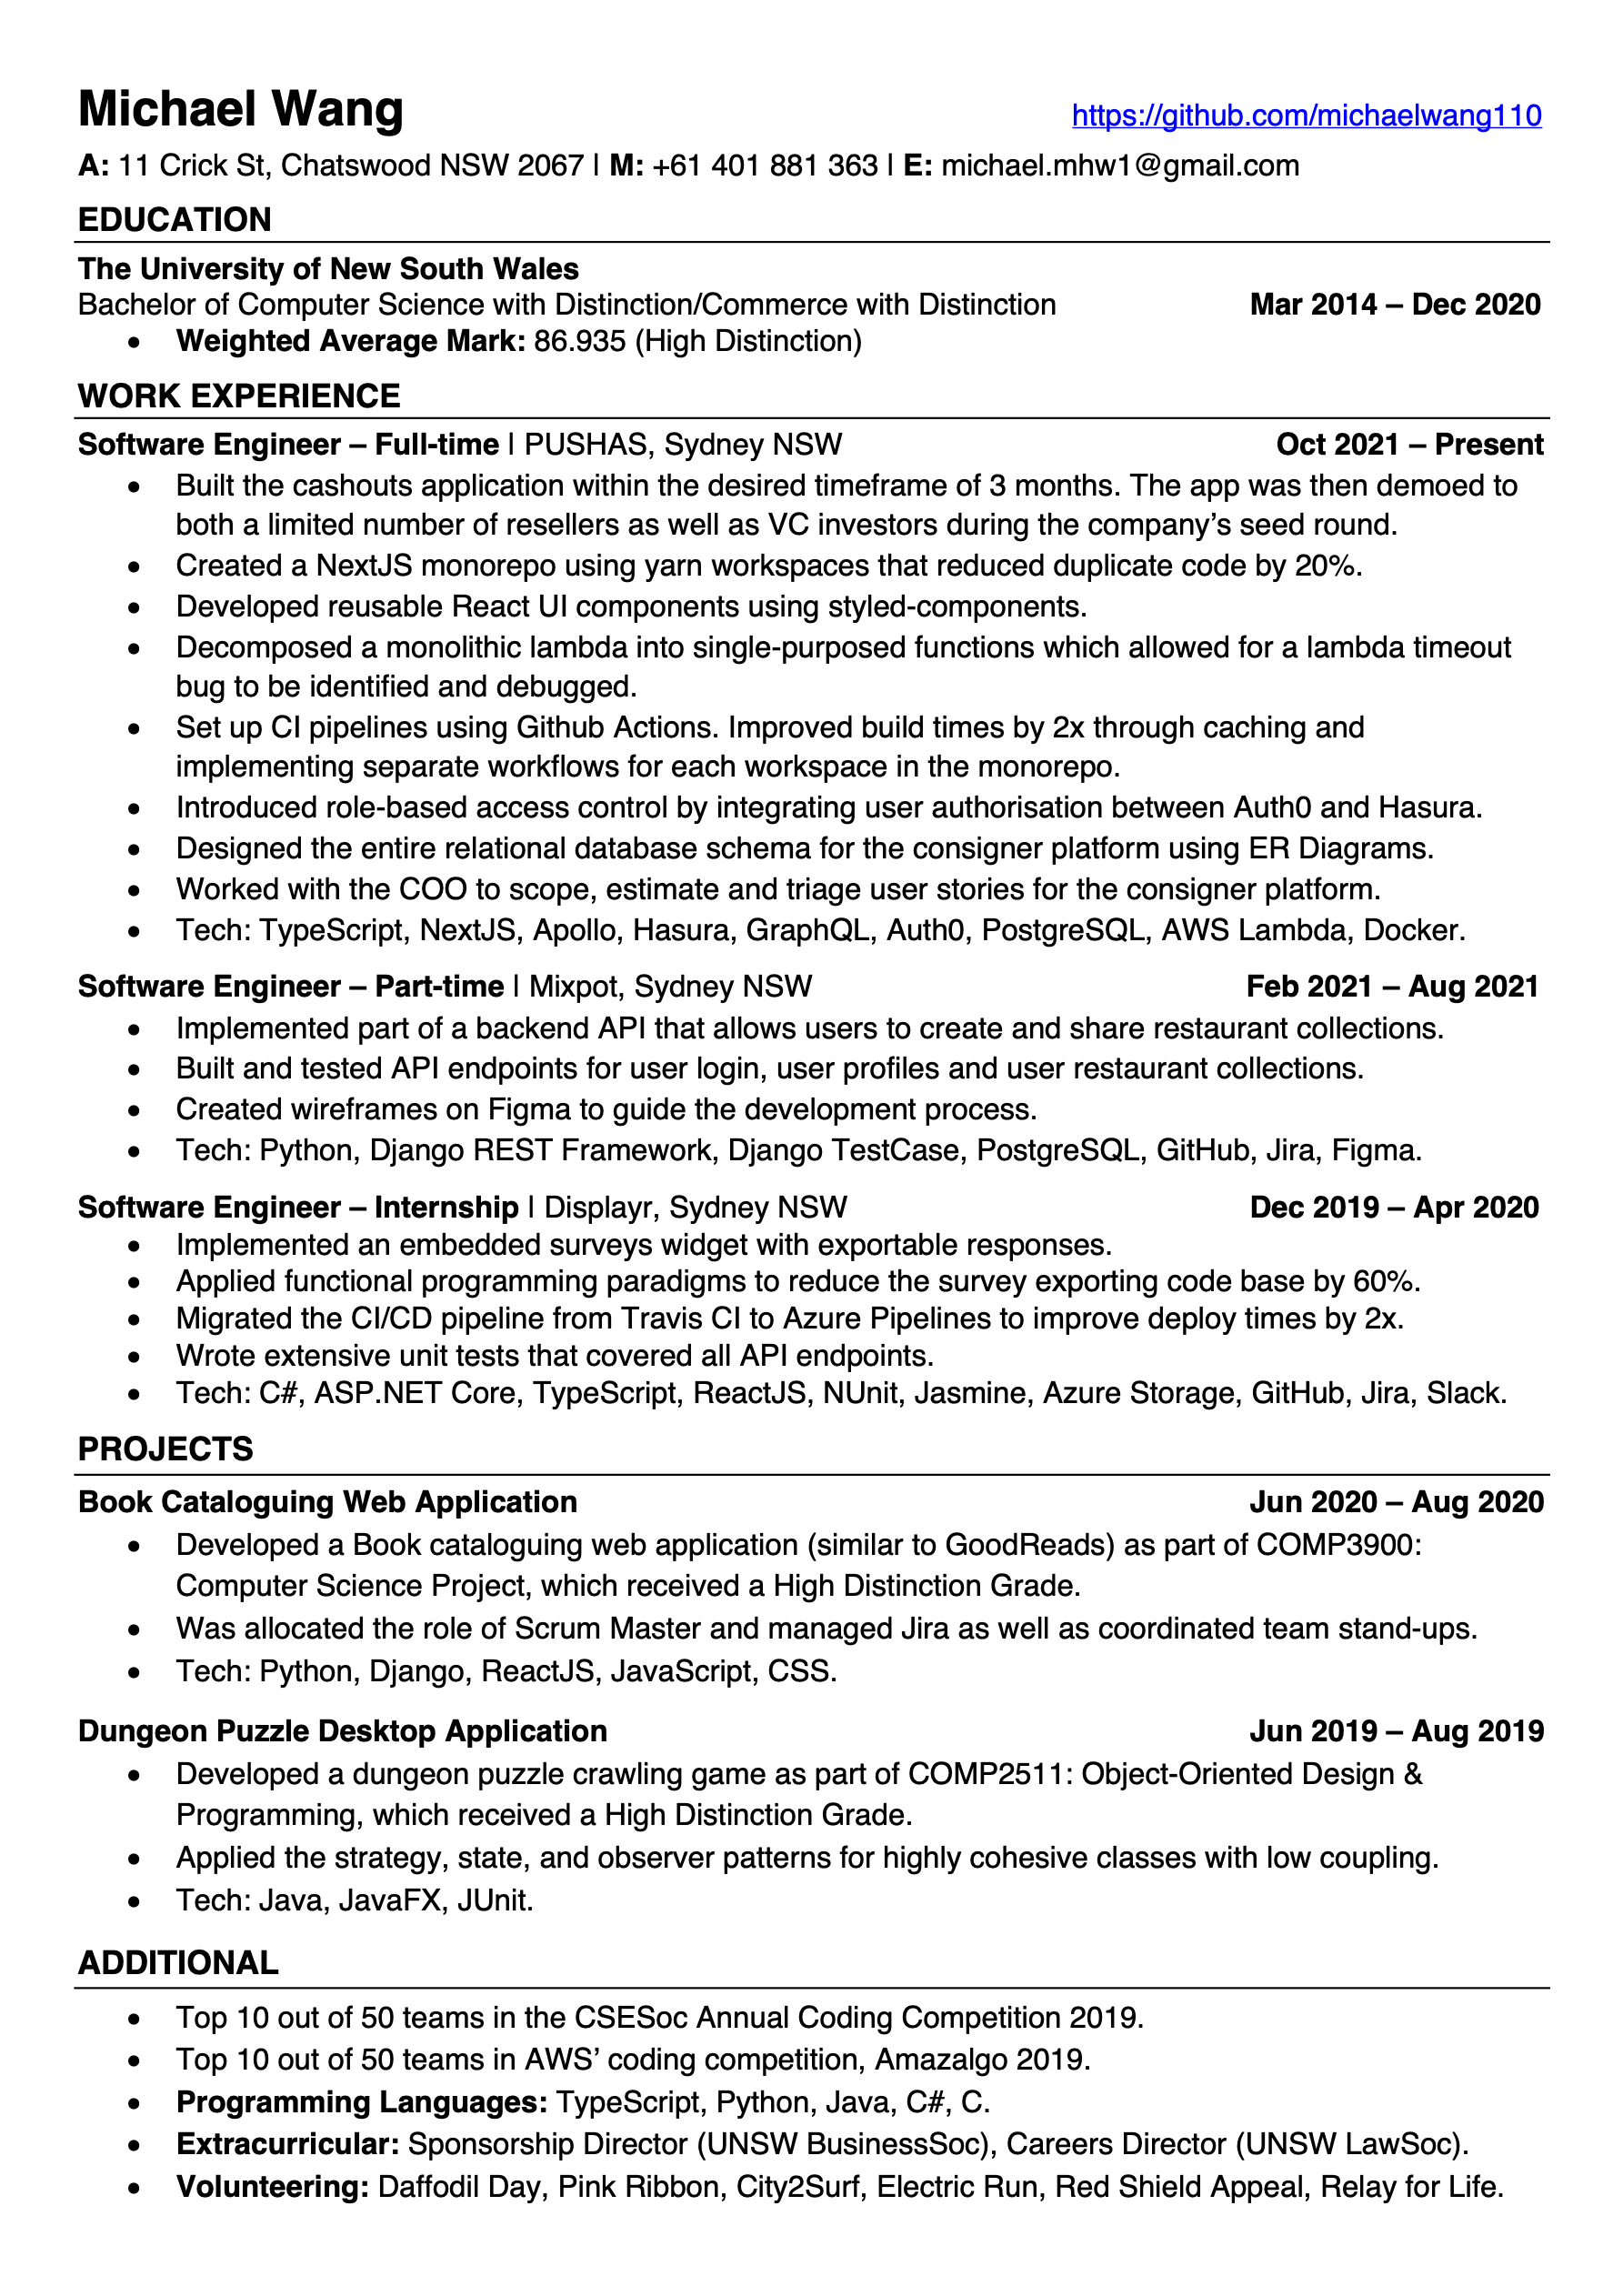 Michael Wang https://github.com/michaelwang110
A: 11 Crick St, Chatswood NSW 2067 | M: +61 401 881 363 | E: michael.mhw1@gmail.com
EDUCATION
The University of New South Wales
Bachelor of Computer Science with Distinction/Commerce with Distinction Mar 2014 – Dec 2020
• Weighted Average Mark: 86.935 (High Distinction)
WORK EXPERIENCE
Software Engineer – Full-time | PUSHAS, Sydney NSW Oct 2021 – Present
• Built the cashouts application within the desired timeframe of 3 months. The app was then demoed to
both a limited number of resellers as well as VC investors during the company’s seed round.
• Created a NextJS monorepo using yarn workspaces that reduced duplicate code by 20%.
• Developed reusable React UI components using styled-components.
• Decomposed a monolithic lambda into single-purposed functions which allowed for a lambda timeout
bug to be identified and debugged.
• Set up CI pipelines using Github Actions. Improved build times by 2x through caching and
implementing separate workflows for each workspace in the monorepo.
• Introduced role-based access control by integrating user authorisation between Auth0 and Hasura.
• Designed the entire relational database schema for the consigner platform using ER Diagrams.
• Worked with the COO to scope, estimate and triage user stories for the consigner platform.
• Tech: TypeScript, NextJS, Apollo, Hasura, GraphQL, Auth0, PostgreSQL, AWS Lambda, Docker.
Software Engineer – Part-time | Mixpot, Sydney NSW Feb 2021 – Aug 2021
• Implemented part of a backend API that allows users to create and share restaurant collections.
• Built and tested API endpoints for user login, user profiles and user restaurant collections.
• Created wireframes on Figma to guide the development process.
• Tech: Python, Django REST Framework, Django TestCase, PostgreSQL, GitHub, Jira, Figma.
Software Engineer – Internship | Displayr, Sydney NSW Dec 2019 – Apr 2020
• Implemented an embedded surveys widget with exportable responses.
• Applied functional programming paradigms to reduce the survey exporting code base by 60%.
• Migrated the CI/CD pipeline from Travis CI to Azure Pipelines to improve deploy times by 2x.
• Wrote extensive unit tests that covered all API endpoints.
• Tech: C#, ASP.NET Core, TypeScript, ReactJS, NUnit, Jasmine, Azure Storage, GitHub, Jira, Slack.
PROJECTS
Book Cataloguing Web Application Jun 2020 – Aug 2020
• Developed a Book cataloguing web application (similar to GoodReads) as part of COMP3900:
Computer Science Project, which received a High Distinction Grade.
• Was allocated the role of Scrum Master and managed Jira as well as coordinated team stand-ups.
• Tech: Python, Django, ReactJS, JavaScript, CSS.
Dungeon Puzzle Desktop Application Jun 2019 – Aug 2019
• Developed a dungeon puzzle crawling game as part of COMP2511: Object-Oriented Design &
Programming, which received a High Distinction Grade.
• Applied the strategy, state, and observer patterns for highly cohesive classes with low coupling.
• Tech: Java, JavaFX, JUnit.
ADDITIONAL
• Top 10 out of 50 teams in the CSESoc Annual Coding Competition 2019.
• Top 10 out of 50 teams in AWS’ coding competition, Amazalgo 2019.
• Programming Languages: TypeScript, Python, Java, C#, C.
• Extracurricular: Sponsorship Director (UNSW BusinessSoc), Careers Director (UNSW LawSoc).
• Volunteering: Daffodil Day, Pink Ribbon, City2Surf, Electric Run, Red Shield Appeal, Relay for Life.